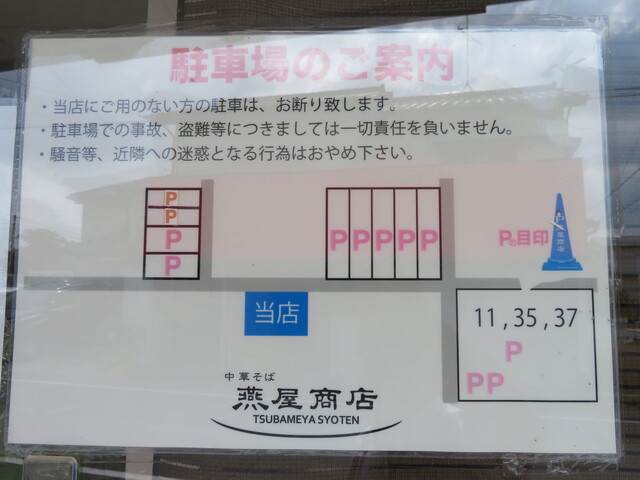 駐車場のご案内
・当店にご用のない方の駐車は、お断り致します。
・駐車場での事故、盗難等につきましては一切責任を負いません。
・騒音等、近隣への迷惑となる行為はおやめ下さい。
P
P
P
P
P P P P P
Pの目印
当店
11 , 35 , 37
P
P P
中華そば
燕屋商店
TSUBAMEYA SYOTEN